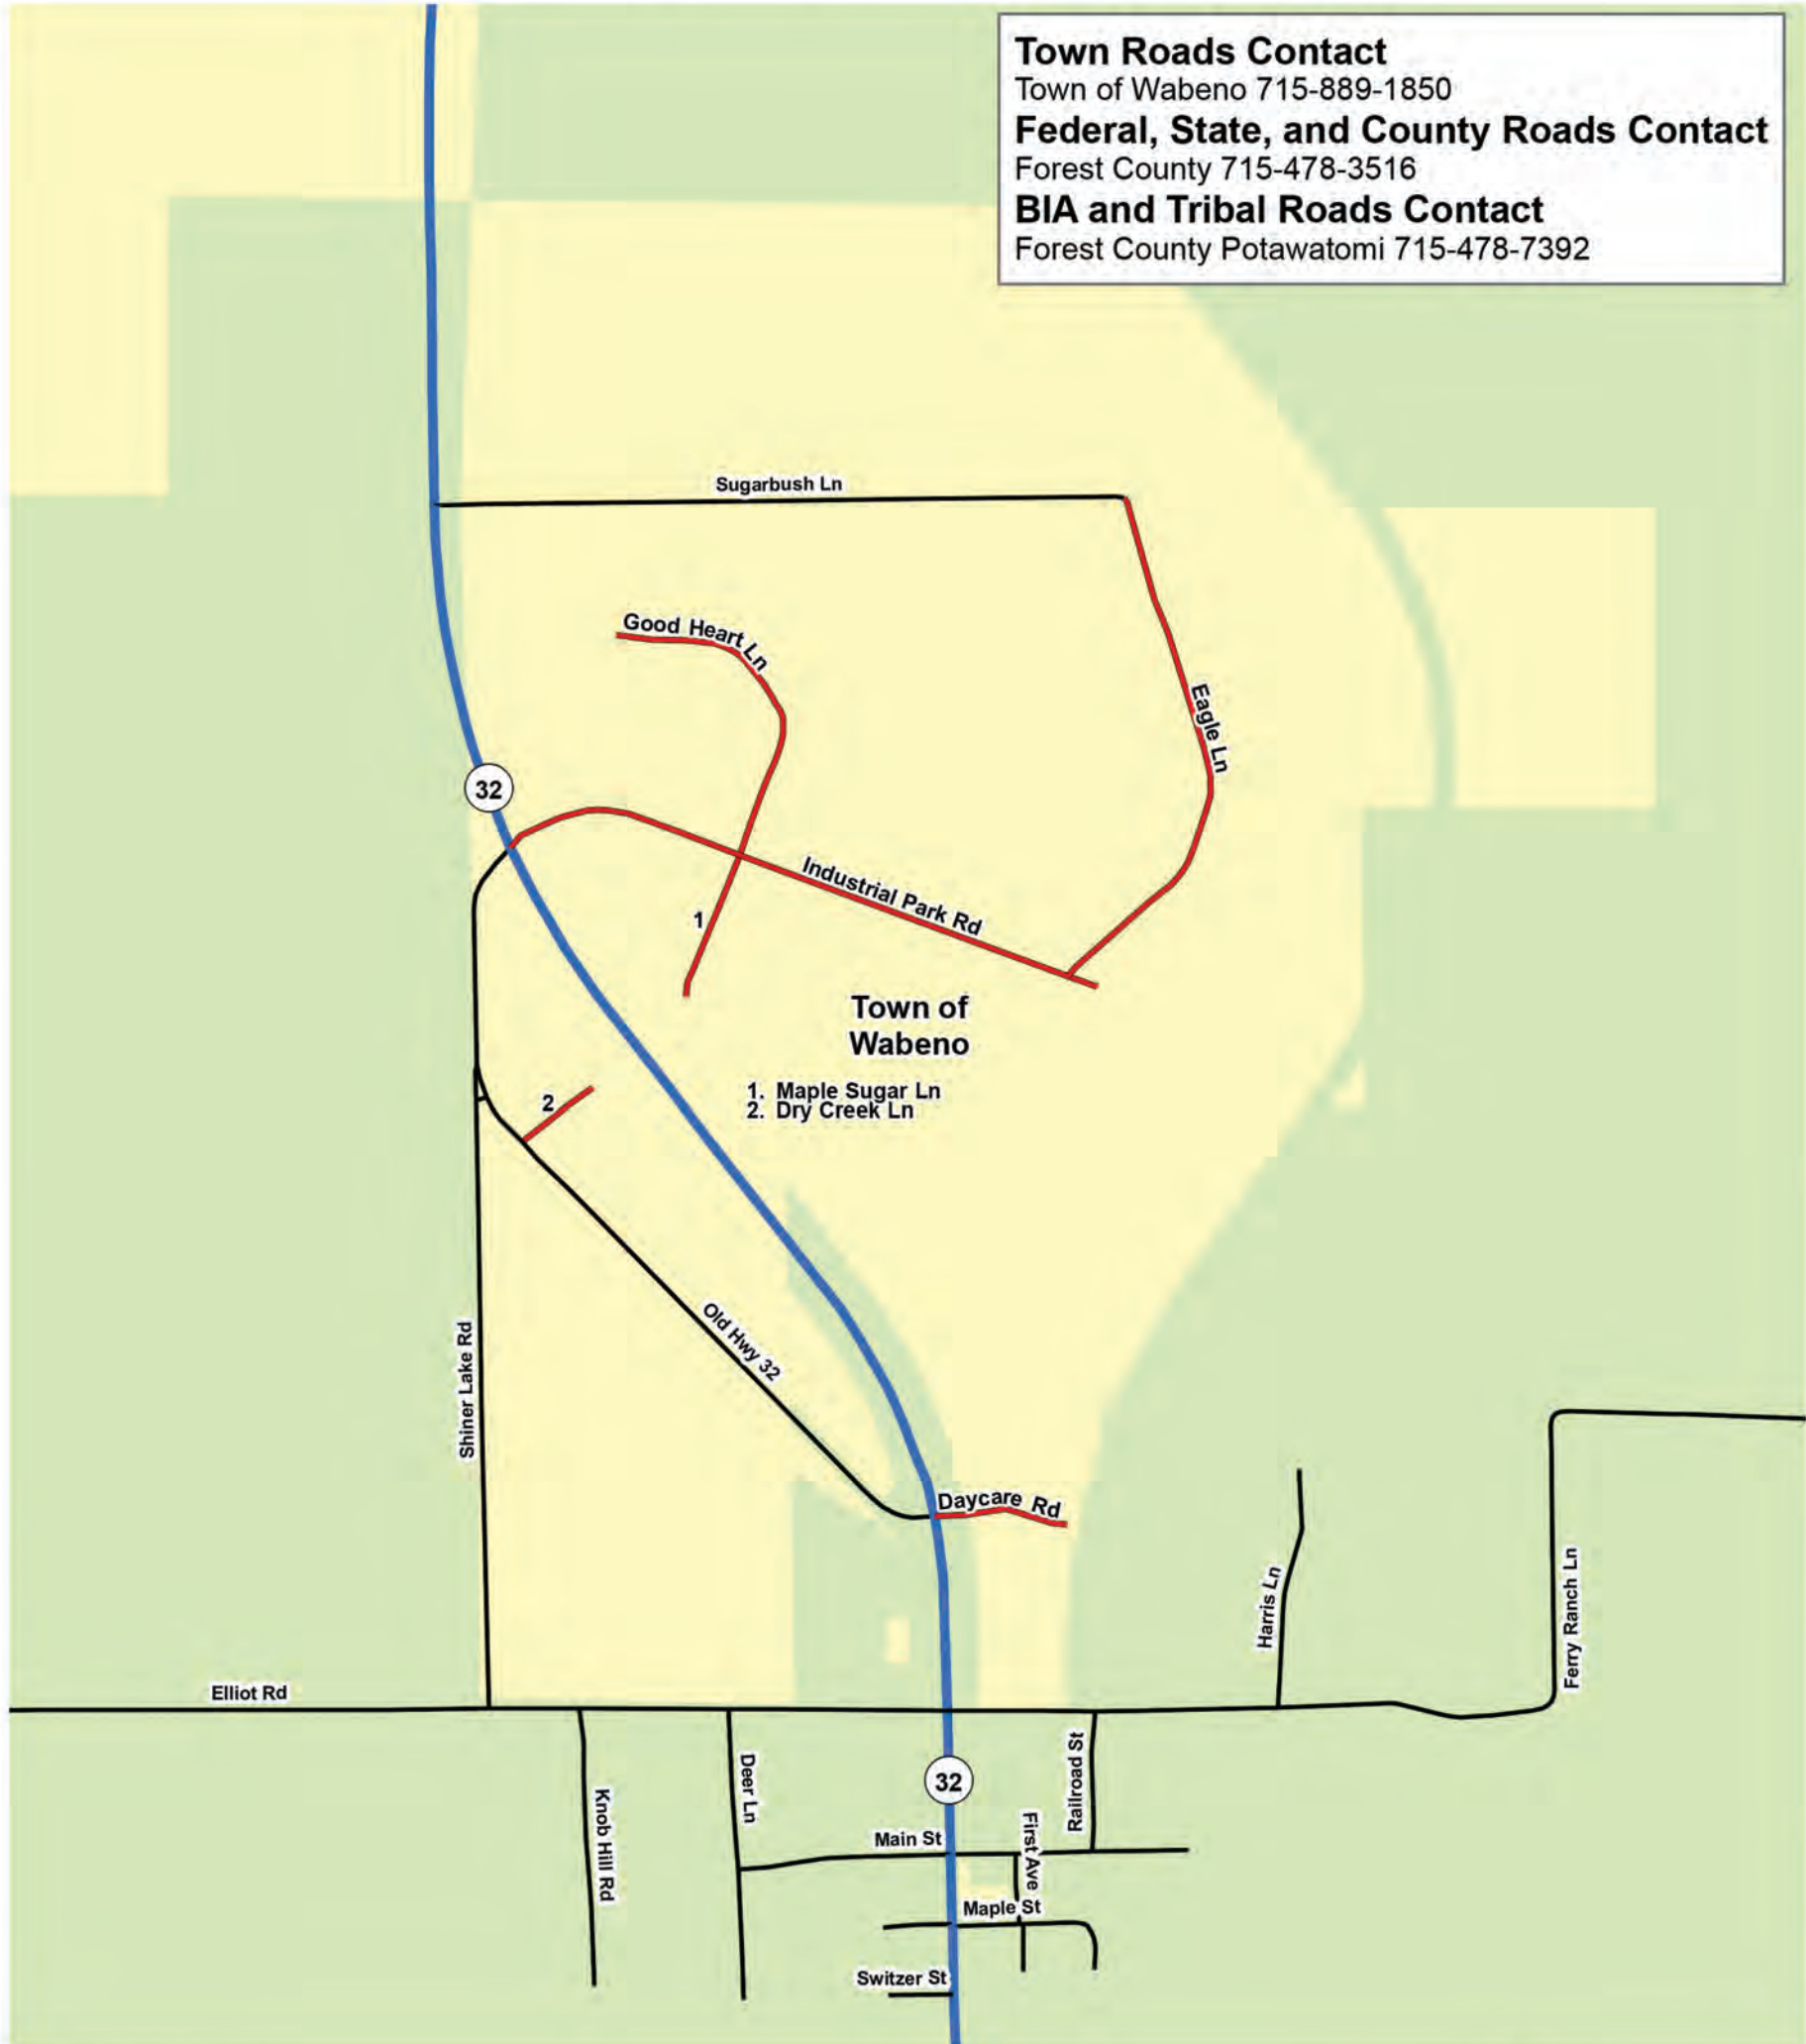 Town Roads Contact
Town of Wabeno 715-889-1850
Federal, State, and County Roads Contact
Forest County 715-478-3516
BIA and Tribal Roads Contact
Forest County Potawatomi 715-478-7392
Sugarbush Ln
Good Heart Ln
Eagle Ln
32
Industrial Park Rd
1
Town of
Wabeno
1. Maple Sugar Ln
2. Dry Creek Ln
2
Old Hwy 32
Shiner Lake Rd
Daycare Rd
Harris Ln
Ferry Ranch Ln
Elliot Rd
Knob Hill Rd
Deer Ln
32
Railroad St
Main St
First Ave
Maple St
Switzer St